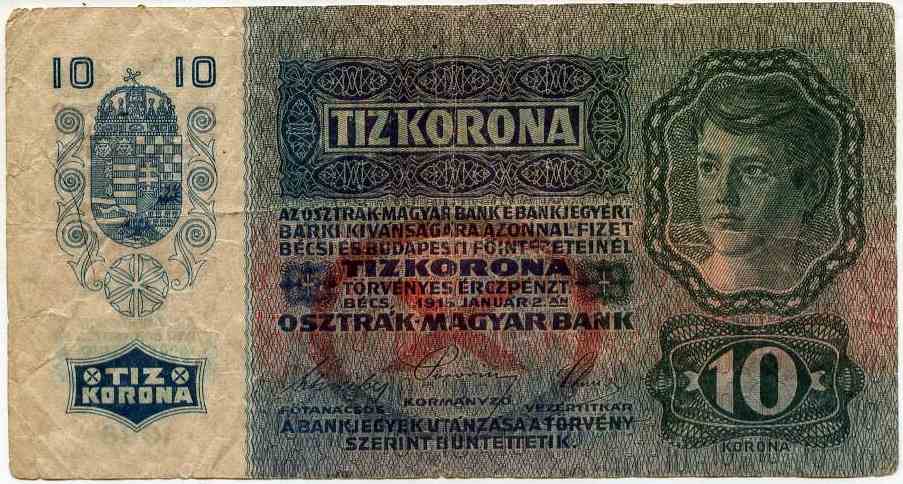 10 10
TIZ KORONA
TIZ KORONA
AZ OSZTRÁK-MAGYAR BANK E BANKJEGYÉRT
BÁRKI KIVÁNSÁGÁRA AZONNAL FIZET
BÉCSI ÉS BUDAPESTI FŐINTÉZETEINÉL
TIZ KORONA
TÖRVÉNYES ÉRCZPÉNZT.
BÉCS, 1915 JANUÁR 2.ÁN
OSZTRÁK-MAGYAR BANK
KORMÁNYZÓ
FŐTANÁCSOS VEZÉRTITKÁR
A BANKJEGYEK UTÁNZÁSA A TÖRVÉNY
SZERINT BÜNTETTETIK.
10
KORONA